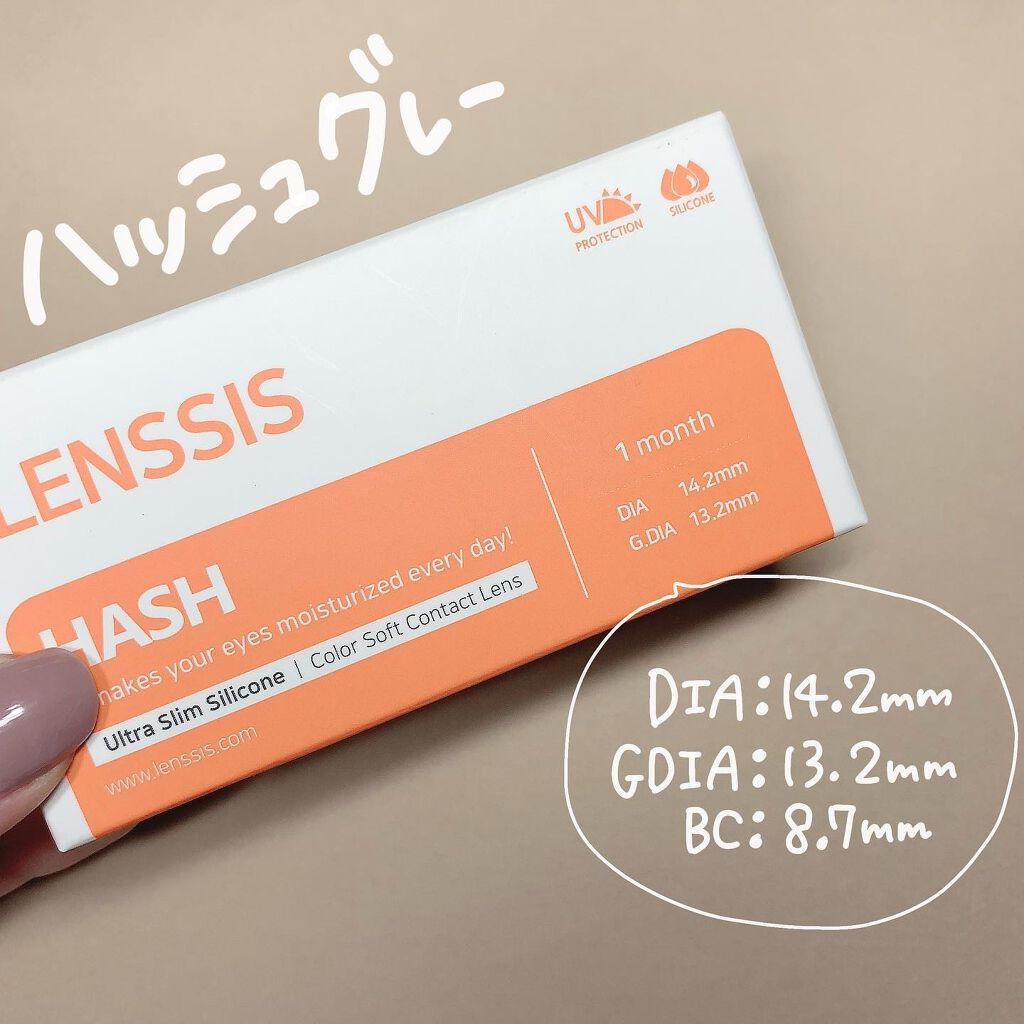 ハッシュグレー
UV
PROTECTION
SILICONE
LENSSIS
HASH
makes your eyes moisturized every day!
Ultra Slim Silicone | Color Soft Contact Lens
www.lenssis.com
1 month
DIA 14.2mm
G.DIA 13.2mm
DIA:14.2mm
GDIA:13.2mm
BC:8.7mm